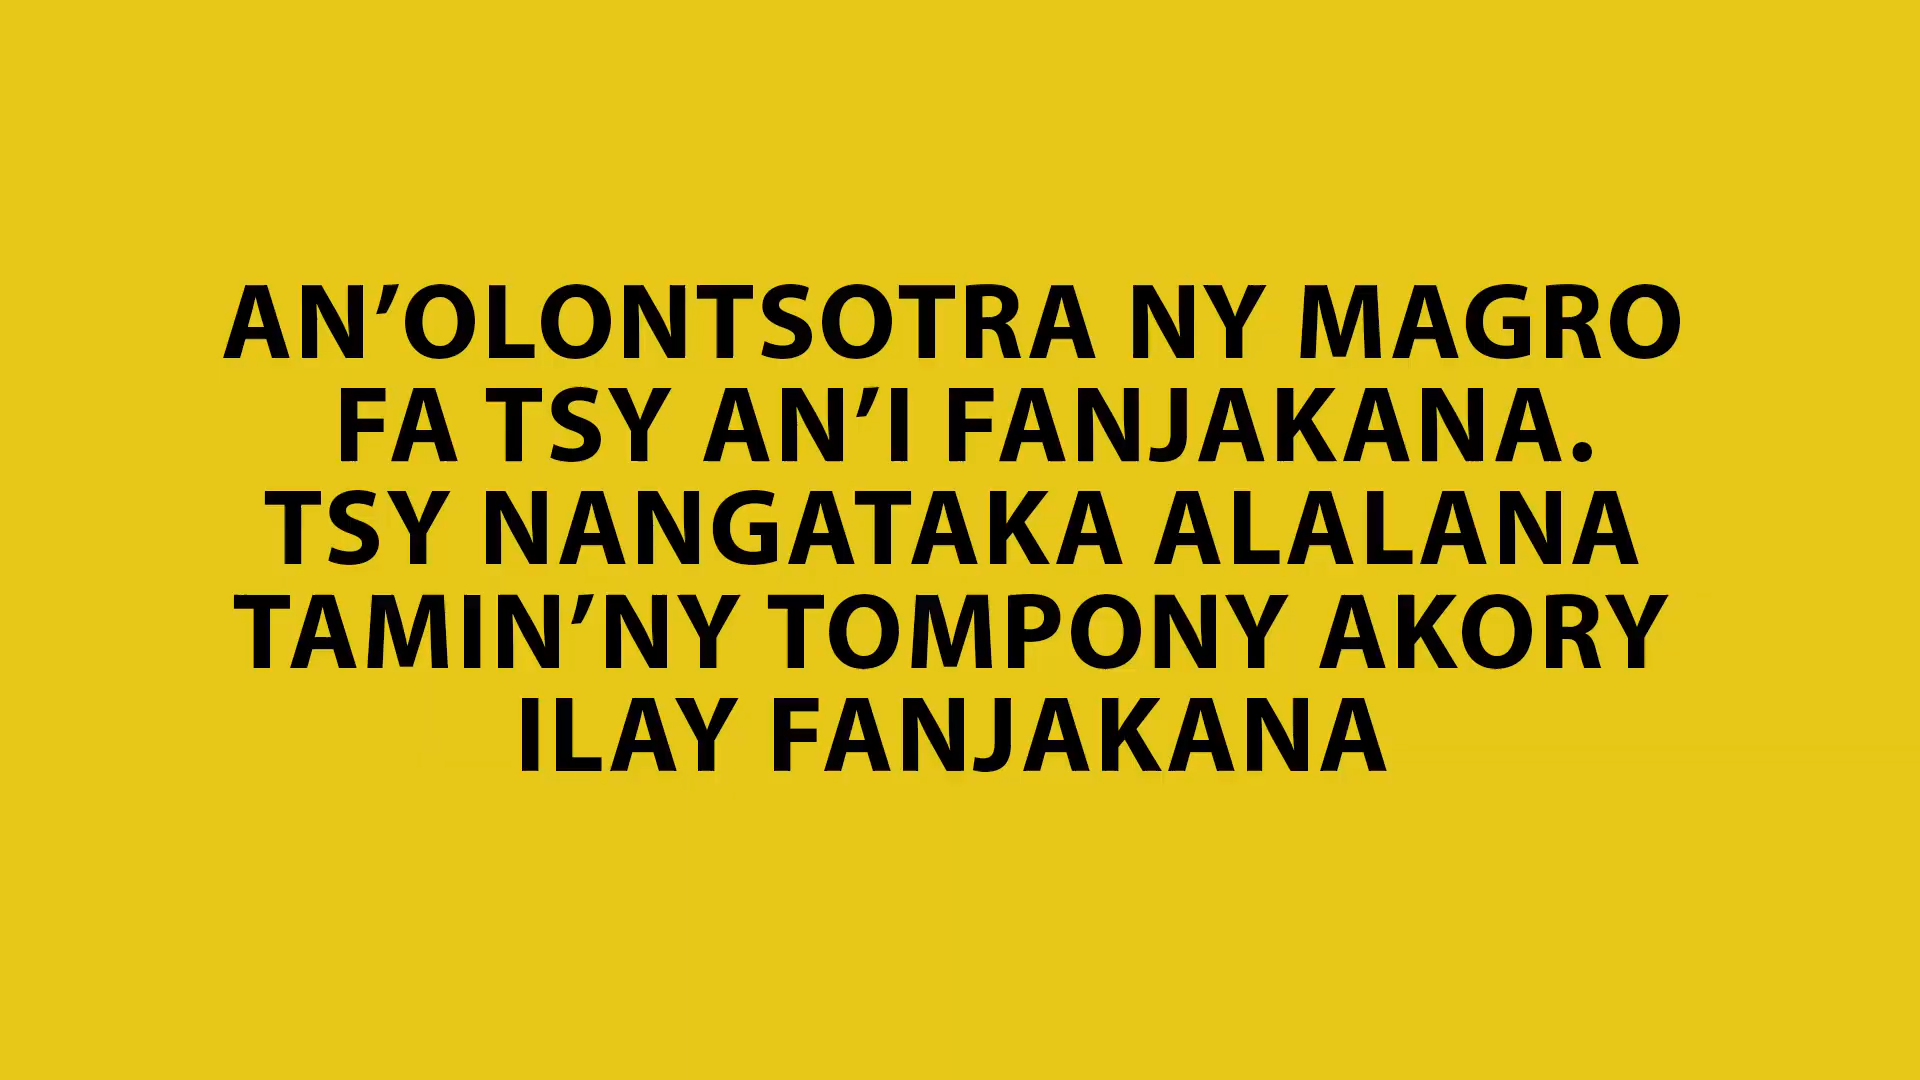 AN’OLONTSOTRA NY MAGRO
FA TSY AN’I FANJAKANA.
TSY NANGATAKA ALALANA
TAMIN’NY TOMPONY AKORY
ILAY FANJAKANA